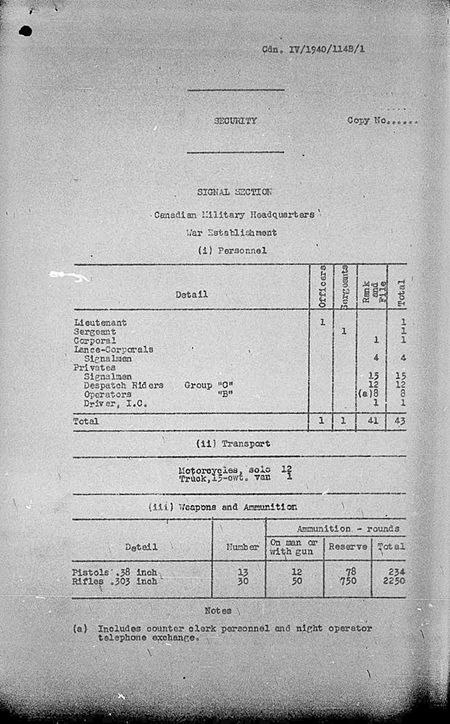 Cdn. IV/1940/114B/1
SECURITY Copy No......
SIGNAL SECTION
Canadian Military Headquarters
War Establishment
(i) Personnel
Detail Officers Sergeants Rank and File Total
Lieutenant 1 1
Sergeant 1 1
Corporal 1 1
Lance-Corporals
Signalmen 4 4
Privates
Signalmen 15 15
Despatch Riders Group "C" 12 12
Operators "B" (a)8 8
Driver, I.C. 1 1
Total 1 1 41 43
(ii) Transport
Motorcycles, solo 12
Truck, 15-cwt. van 1
(iii) Weapons and Ammunition
Ammunition - rounds
Detail Number On man or with gun Reserve Total
Pistols .38 inch 13 12 78 234
Rifles .303 inch 30 50 750 2250
Notes
(a) Includes counter clerk personnel and night operator
telephone exchange.